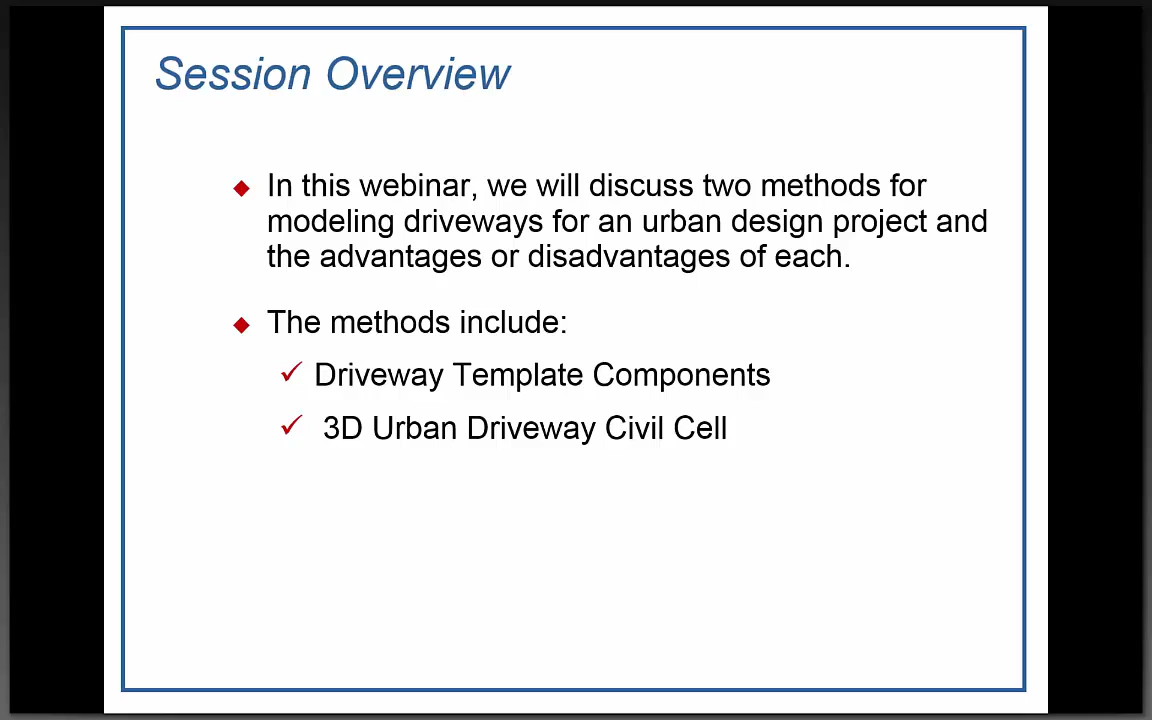 Session Overview
In this webinar, we will discuss two methods for
modeling driveways for an urban design project and
the advantages or disadvantages of each.
The methods include:
Driveway Template Components
3D Urban Driveway Civil Cell